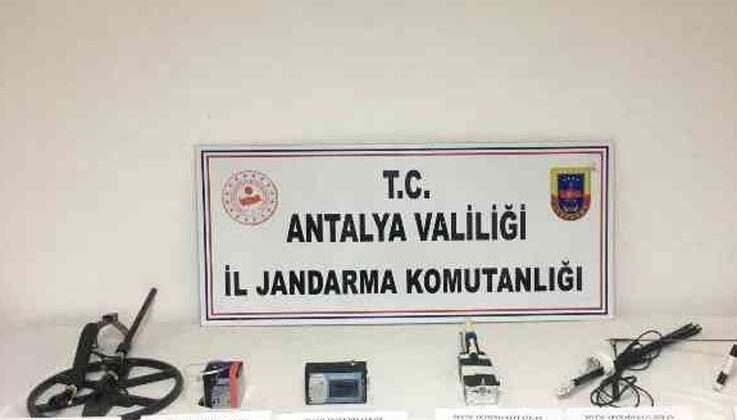 T.C.
ANTALYA VALİLİĞİ
İL JANDARMA KOMUTANLIĞI